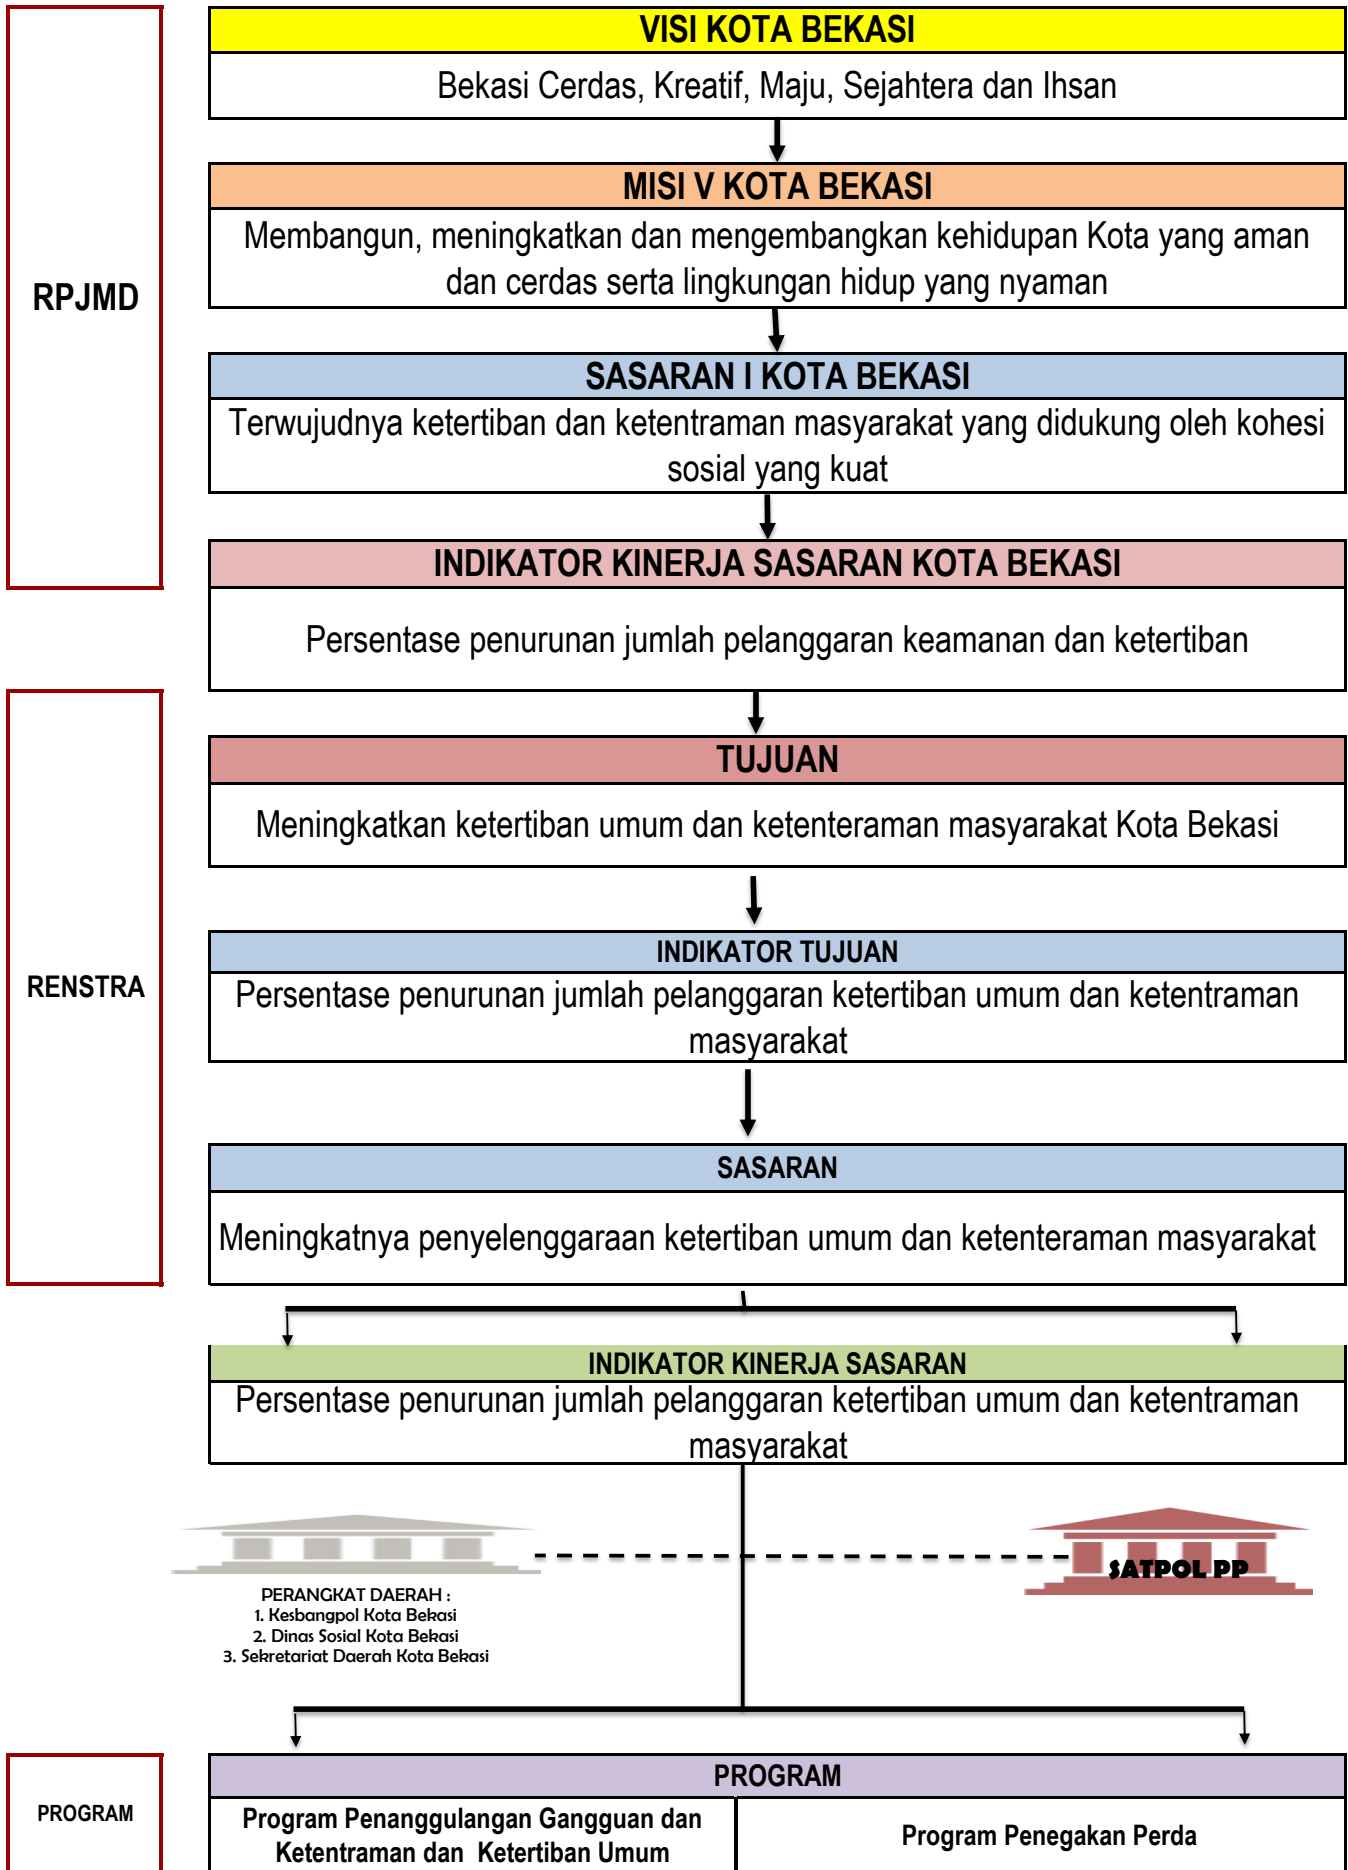 VISI KOTA BEKASI
Bekasi Cerdas, Kreatif, Maju, Sejahtera dan Ihsan
MISI V KOTA BEKASI
Membangun, meningkatkan dan mengembangkan kehidupan Kota yang aman
dan cerdas serta lingkungan hidup yang nyaman
RPJMD
SASARAN I KOTA BEKASI
Terwujudnya ketertiban dan ketentraman masyarakat yang didukung oleh kohesi
sosial yang kuat
INDIKATOR KINERJA SASARAN KOTA BEKASI
Persentase penurunan jumlah pelanggaran keamanan dan ketertiban
TUJUAN
Meningkatkan ketertiban umum dan ketenteraman masyarakat Kota Bekasi
INDIKATOR TUJUAN
RENSTRA
Persentase penurunan jumlah pelanggaran ketertiban umum dan ketentraman
masyarakat
SASARAN
Meningkatnya penyelenggaraan ketertiban umum dan ketenteraman masyarakat
INDIKATOR KINERJA SASARAN
Persentase penurunan jumlah pelanggaran ketertiban umum dan ketentraman
masyarakat
SATPOL PP
PERANGKAT DAERAH :
1. Kesbangpol Kota Bekasi
2. Dinas Sosial Kota Bekasi
3. Sekretariat Daerah Kota Bekasi
PROGRAM
PROGRAM
Program Penanggulangan Gangguan dan
Ketentraman dan Ketertiban Umum
Program Penegakan Perda